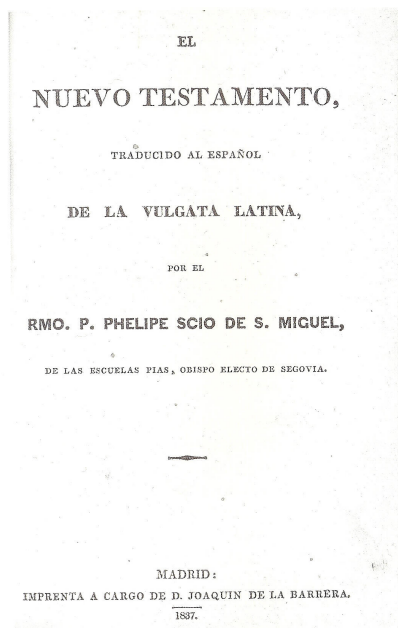 EL
NUEVO TESTAMENTO,
TRADUCIDO AL ESPAÑOL
DE LA VULGATA LATINA,
POR EL
RMO. P. PHELIPE SCIO DE S. MIGUEL,
DE LAS ESCUELAS PIAS, OBISPO ELECTO DE SEGOVIA.
MADRID:
IMPRENTA A CARGO DE D. JOAQUIN DE LA BARRERA.
1837.